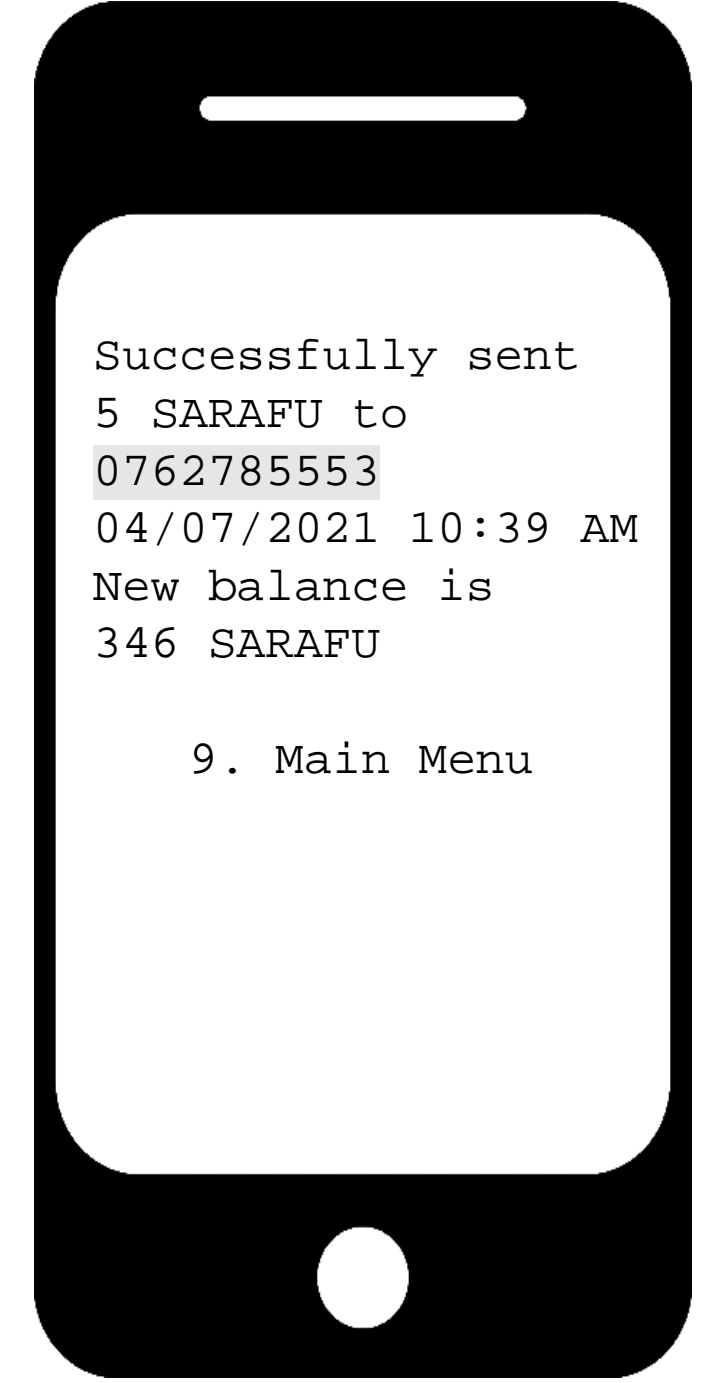 Successfully sent
5 SARAFU to
0762785553
04/07/2021 10:39 AM
New balance is
346 SARAFU
9. Main Menu